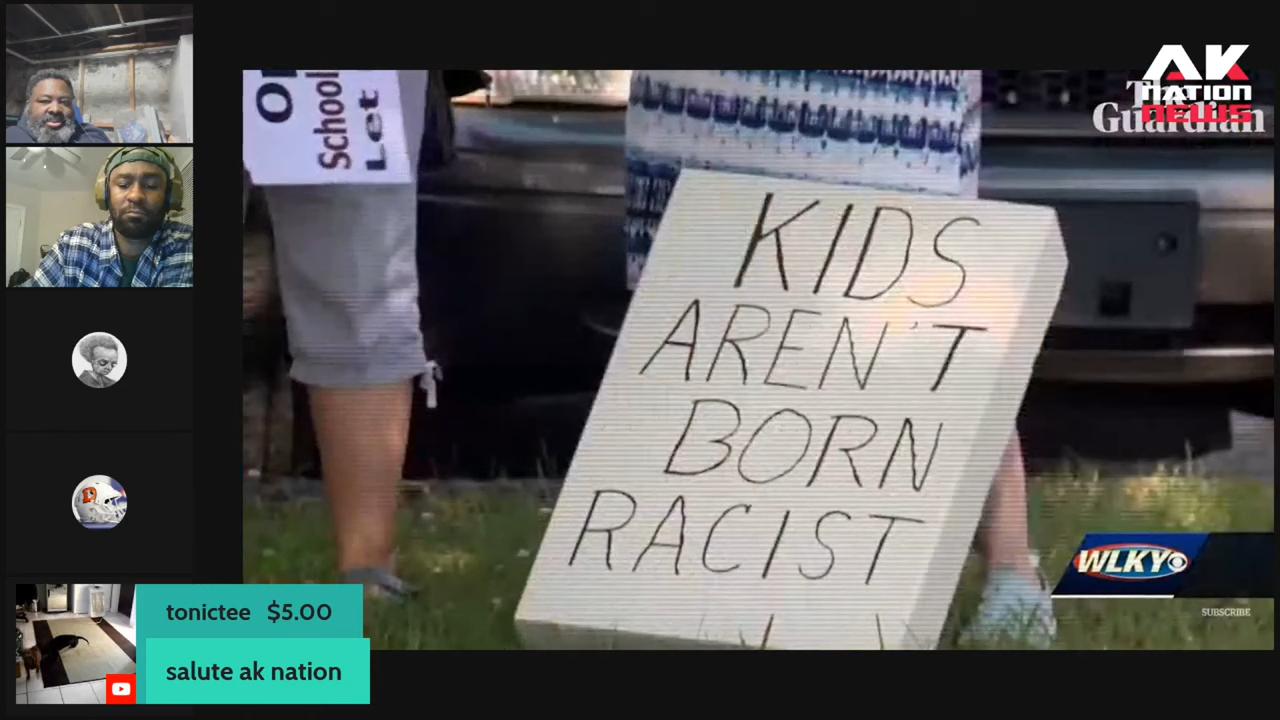 AK
NATION
NEWS
The
Guardian
School
Let
KIDS
AREN'T
BORN
RACIST
WLKY
SUBSCRIBE
tonictee $5.00
salute ak nation
D